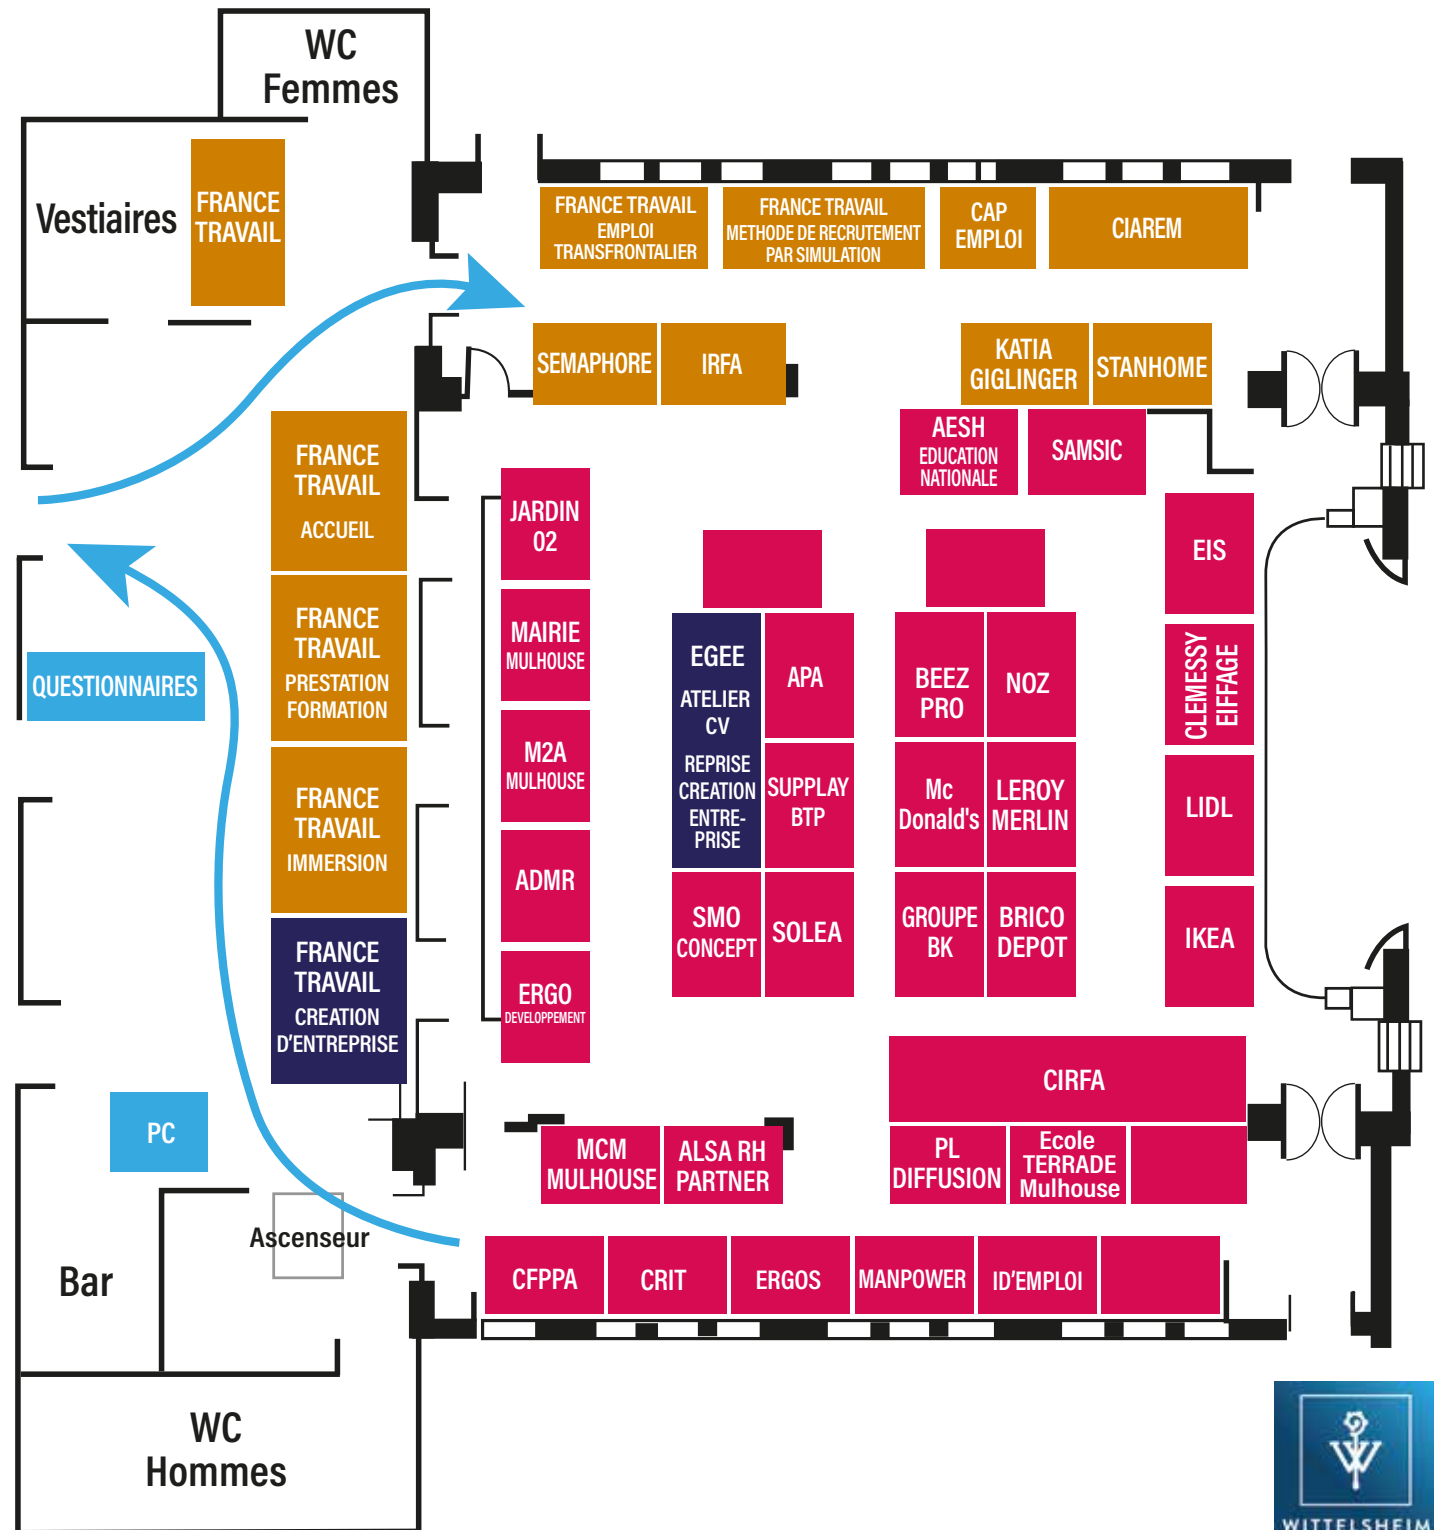 WC
Femmes
Vestiaires
FRANCE
TRAVAIL
FRANCE TRAVAIL
EMPLOI
TRANSFRONTALIER
FRANCE TRAVAIL
METHODE DE RECRUTEMENT
PAR SIMULATION
CAP
EMPLOI
CIAREM
SEMAPHORE
IRFA
KATIA
GIGLINGER
STANHOME
AESH
EDUCATION
NATIONALE
SAMSIC
FRANCE
TRAVAIL
ACCUEIL
FRANCE
TRAVAIL
PRESTATION
FORMATION
FRANCE
TRAVAIL
IMMERSION
FRANCE
TRAVAIL
CREATION
D'ENTREPRISE
QUESTIONNAIRES
PC
JARDIN
O2
MAIRIE
MULHOUSE
M2A
MULHOUSE
ADMR
ERGO
DEVELOPPEMENT
EGEE
ATELIER
CV
REPRISE
CREATION
ENTRE-
PRISE
APA
SUPPLAY
BTP
SMO
CONCEPT
SOLEA
BEEZ
PRO
NOZ
Mc
Donald's
LEROY
MERLIN
GROUPE
BK
BRICO
DEPOT
EIS
CLEMESSY
EIFFAGE
LIDL
IKEA
CIRFA
MCM
MULHOUSE
ALSA RH
PARTNER
PL
DIFFUSION
Ecole
TERRADE
Mulhouse
Ascenseur
Bar
CFPPA
CRIT
ERGOS
MANPOWER
ID'EMPLOI
WC
Hommes
WITTELSHEIM